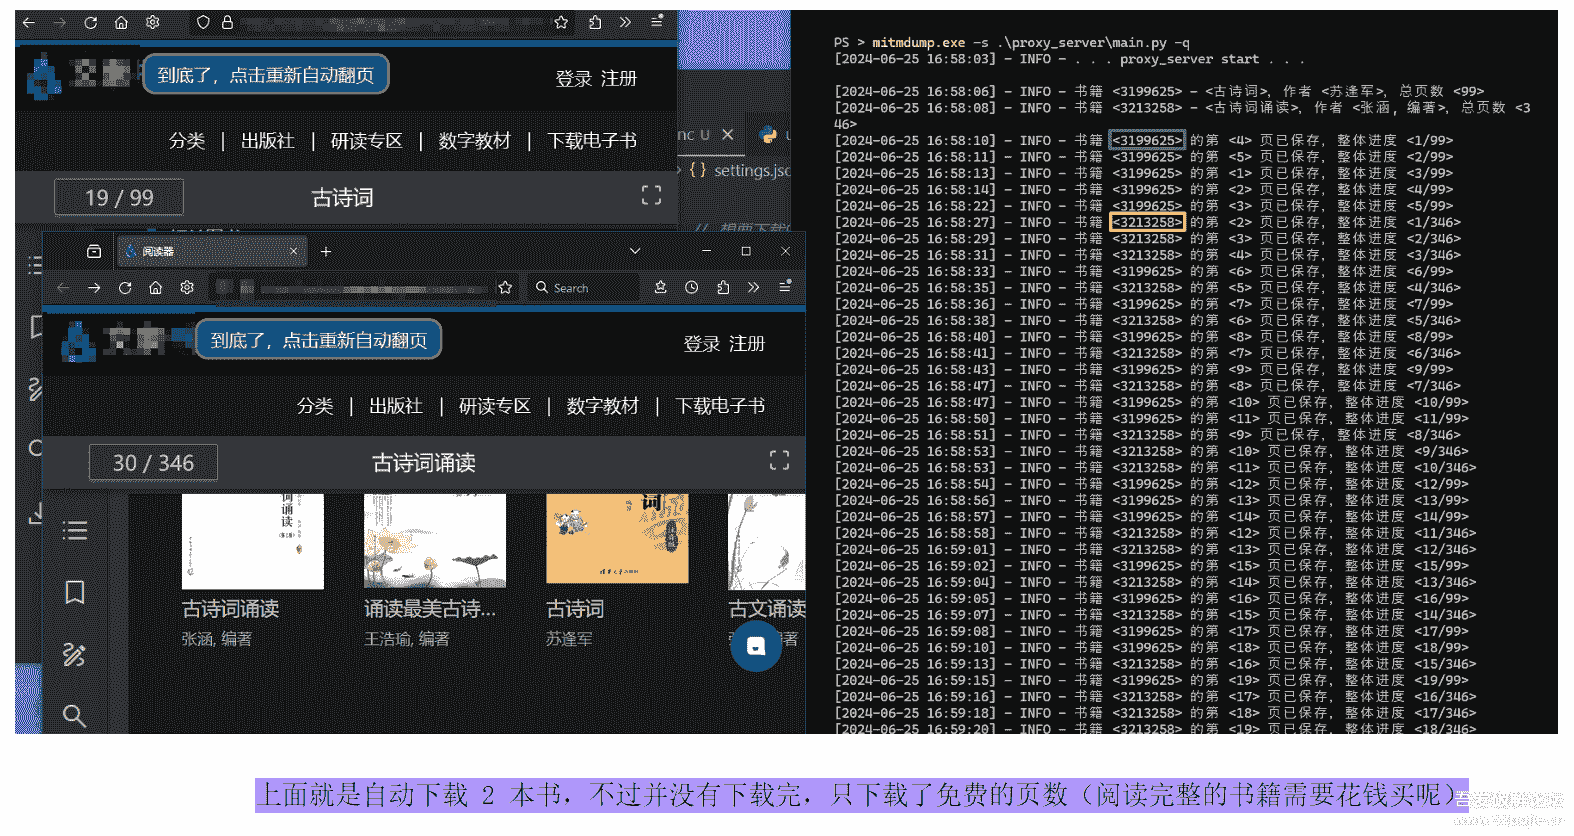 到底了，点击重新自动翻页
登录 注册
分类 | 出版社 | 研读专区 | 数字教材 | 下载电子书
19 / 99
古诗词
nc U
{} settings.jsc
阅读器
Search
到底了，点击重新自动翻页
登录 注册
分类 | 出版社 | 研读专区 | 数字教材 | 下载电子书
30 / 346
古诗词诵读
古诗词诵读
张涵, 编著
诵读最美古诗...
王浩瑜, 编著
古诗词
苏逢军
古文诵读
PS > mitmdump.exe -s .\proxy_server\main.py -q
[2024-06-25 16:58:03] - INFO - . . . proxy_server start . . .
[2024-06-25 16:58:06] - INFO - 书籍 <3199625> - <古诗词>, 作者 <苏逢军>, 总页数 <99>
[2024-06-25 16:58:08] - INFO - 书籍 <3213258> - <古诗词诵读>, 作者 <张涵, 编著>, 总页数 <3
46>
[2024-06-25 16:58:10] - INFO - 书籍 <3199625> 的第 <4> 页已保存, 整体进度 <1/99>
[2024-06-25 16:58:11] - INFO - 书籍 <3199625> 的第 <5> 页已保存, 整体进度 <2/99>
[2024-06-25 16:58:13] - INFO - 书籍 <3199625> 的第 <1> 页已保存, 整体进度 <3/99>
[2024-06-25 16:58:14] - INFO - 书籍 <3199625> 的第 <2> 页已保存, 整体进度 <4/99>
[2024-06-25 16:58:22] - INFO - 书籍 <3199625> 的第 <3> 页已保存, 整体进度 <5/99>
[2024-06-25 16:58:27] - INFO - 书籍 <3213258> 的第 <2> 页已保存, 整体进度 <1/346>
[2024-06-25 16:58:29] - INFO - 书籍 <3213258> 的第 <3> 页已保存, 整体进度 <2/346>
[2024-06-25 16:58:31] - INFO - 书籍 <3213258> 的第 <4> 页已保存, 整体进度 <3/346>
[2024-06-25 16:58:33] - INFO - 书籍 <3199625> 的第 <6> 页已保存, 整体进度 <6/99>
[2024-06-25 16:58:35] - INFO - 书籍 <3213258> 的第 <5> 页已保存, 整体进度 <4/346>
[2024-06-25 16:58:36] - INFO - 书籍 <3199625> 的第 <7> 页已保存, 整体进度 <7/99>
[2024-06-25 16:58:38] - INFO - 书籍 <3213258> 的第 <6> 页已保存, 整体进度 <5/346>
[2024-06-25 16:58:40] - INFO - 书籍 <3199625> 的第 <8> 页已保存, 整体进度 <8/99>
[2024-06-25 16:58:41] - INFO - 书籍 <3213258> 的第 <7> 页已保存, 整体进度 <6/346>
[2024-06-25 16:58:43] - INFO - 书籍 <3199625> 的第 <9> 页已保存, 整体进度 <9/99>
[2024-06-25 16:58:47] - INFO - 书籍 <3213258> 的第 <8> 页已保存, 整体进度 <7/346>
[2024-06-25 16:58:47] - INFO - 书籍 <3199625> 的第 <10> 页已保存, 整体进度 <10/99>
[2024-06-25 16:58:50] - INFO - 书籍 <3199625> 的第 <11> 页已保存, 整体进度 <11/99>
[2024-06-25 16:58:51] - INFO - 书籍 <3213258> 的第 <9> 页已保存, 整体进度 <8/346>
[2024-06-25 16:58:53] - INFO - 书籍 <3213258> 的第 <10> 页已保存, 整体进度 <9/346>
[2024-06-25 16:58:53] - INFO - 书籍 <3213258> 的第 <11> 页已保存, 整体进度 <10/346>
[2024-06-25 16:58:54] - INFO - 书籍 <3199625> 的第 <12> 页已保存, 整体进度 <12/99>
[2024-06-25 16:58:56] - INFO - 书籍 <3199625> 的第 <13> 页已保存, 整体进度 <13/99>
[2024-06-25 16:58:57] - INFO - 书籍 <3199625> 的第 <14> 页已保存, 整体进度 <14/99>
[2024-06-25 16:58:58] - INFO - 书籍 <3213258> 的第 <12> 页已保存, 整体进度 <11/346>
[2024-06-25 16:59:01] - INFO - 书籍 <3213258> 的第 <13> 页已保存, 整体进度 <12/346>
[2024-06-25 16:59:02] - INFO - 书籍 <3199625> 的第 <15> 页已保存, 整体进度 <15/99>
[2024-06-25 16:59:04] - INFO - 书籍 <3213258> 的第 <14> 页已保存, 整体进度 <13/346>
[2024-06-25 16:59:05] - INFO - 书籍 <3199625> 的第 <16> 页已保存, 整体进度 <16/99>
[2024-06-25 16:59:07] - INFO - 书籍 <3213258> 的第 <15> 页已保存, 整体进度 <14/346>
[2024-06-25 16:59:08] - INFO - 书籍 <3199625> 的第 <17> 页已保存, 整体进度 <17/99>
[2024-06-25 16:59:10] - INFO - 书籍 <3199625> 的第 <18> 页已保存, 整体进度 <18/99>
[2024-06-25 16:59:13] - INFO - 书籍 <3213258> 的第 <16> 页已保存, 整体进度 <15/346>
[2024-06-25 16:59:15] - INFO - 书籍 <3199625> 的第 <19> 页已保存, 整体进度 <19/99>
[2024-06-25 16:59:16] - INFO - 书籍 <3213258> 的第 <17> 页已保存, 整体进度 <16/346>
[2024-06-25 16:59:18] - INFO - 书籍 <3213258> 的第 <18> 页已保存, 整体进度 <17/346>
[2024-06-25 16:59:20] - INFO - 书籍 <3213258> 的第 <19> 页已保存, 整体进度 <18/346>
上面就是自动下载 2 本书，不过并没有下载完，只下载了免费的页数（阅读完整的书籍需要花钱买呢）